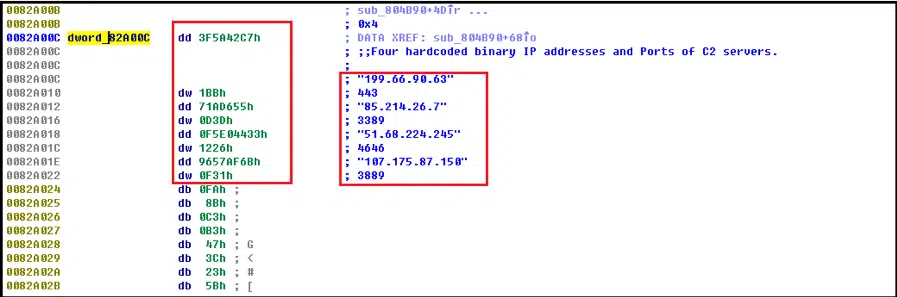 0082A00B ; sub_804B90+4Dîr ...
0082A00B ; 0x4
0082A00C dword_82A00C dd 3F5A42C7h ; DATA XREF: sub_804B90+68îo
0082A00C ; ;;Four hardcoded binary IP addresses and Ports of C2 servers.
0082A00C ;
0082A00C ; "199.66.90.63"
0082A010 dw 1BBh ; 443
0082A012 dd 71AD655h ; "85.214.26.7"
0082A016 dw 0D3Dh ; 3389
0082A018 dd 0F5E04433h ; "51.68.224.245"
0082A01C dw 1226h ; 4646
0082A01E dd 9657AF6Bh ; "107.175.87.150"
0082A022 dw 0F31h ; 3889
0082A024 db 0FAh ;
0082A025 db 8Bh ;
0082A026 db 0C3h ;
0082A027 db 0B3h ;
0082A028 db 47h ; G
0082A029 db 3Ch ; <
0082A02A db 23h ; #
0082A02B db 5Bh ; [